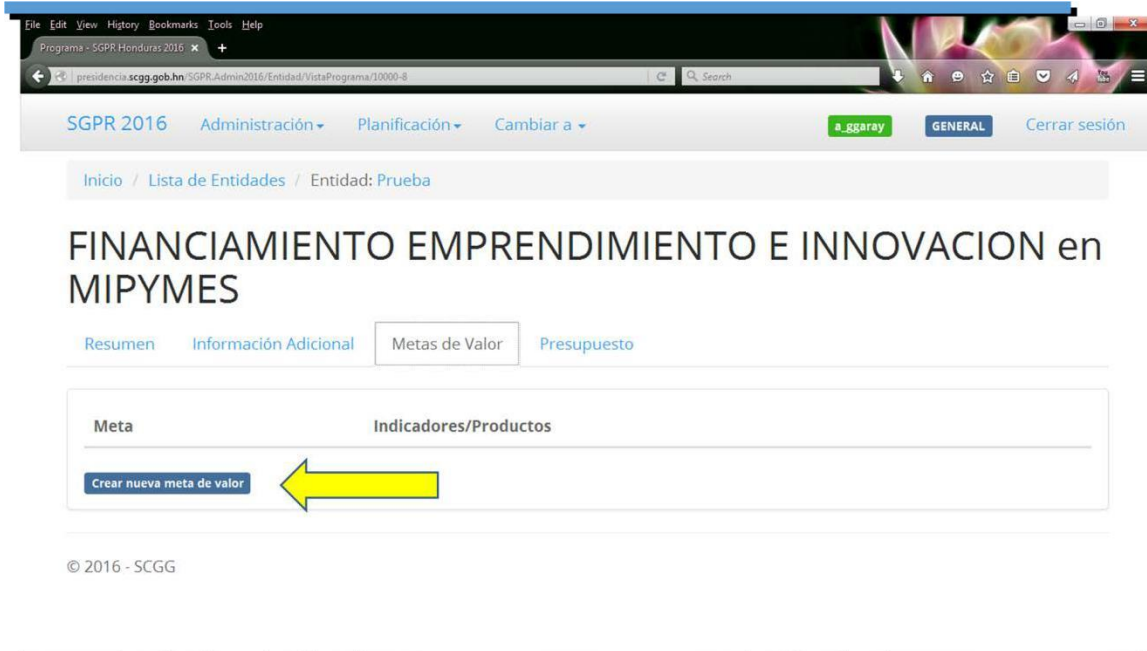 File Edit View History Bookmarks Tools Help
Programa - SGPR Honduras 2016 × +
presidencia.scgg.gob.hn/SGPR.Admin2016/Entidad/VistaPrograma/10000-8 Search
SGPR 2016 Administración Planificación Cambiar a a_ggaray GENERAL Cerrar sesión
Inicio / Lista de Entidades / Entidad: Prueba
FINANCIAMIENTO EMPRENDIMIENTO E INNOVACION en
MIPYMES
Resumen Información Adicional Metas de Valor Presupuesto
Meta Indicadores/Productos
Crear nueva meta de valor
© 2016 - SCGG